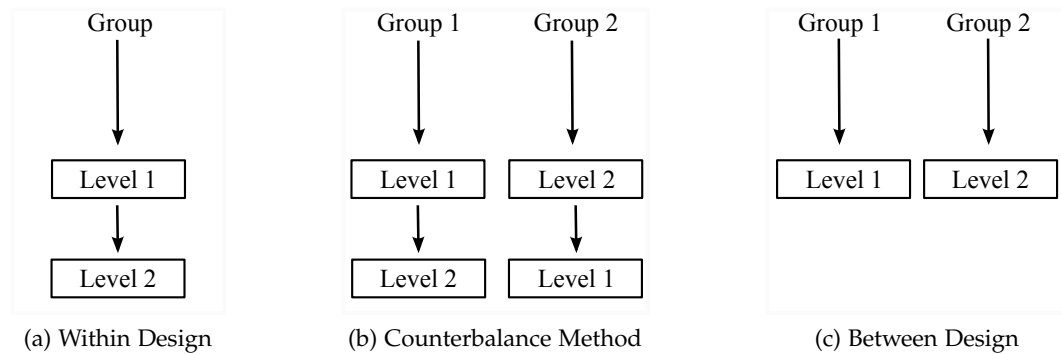 Group
Level 1
Level 2
(a) Within Design
Group 1 Group 2
Level 1 Level 2
Level 2 Level 1
(b) Counterbalance Method
Group 1 Group 2
Level 1 Level 2
(c) Between Design